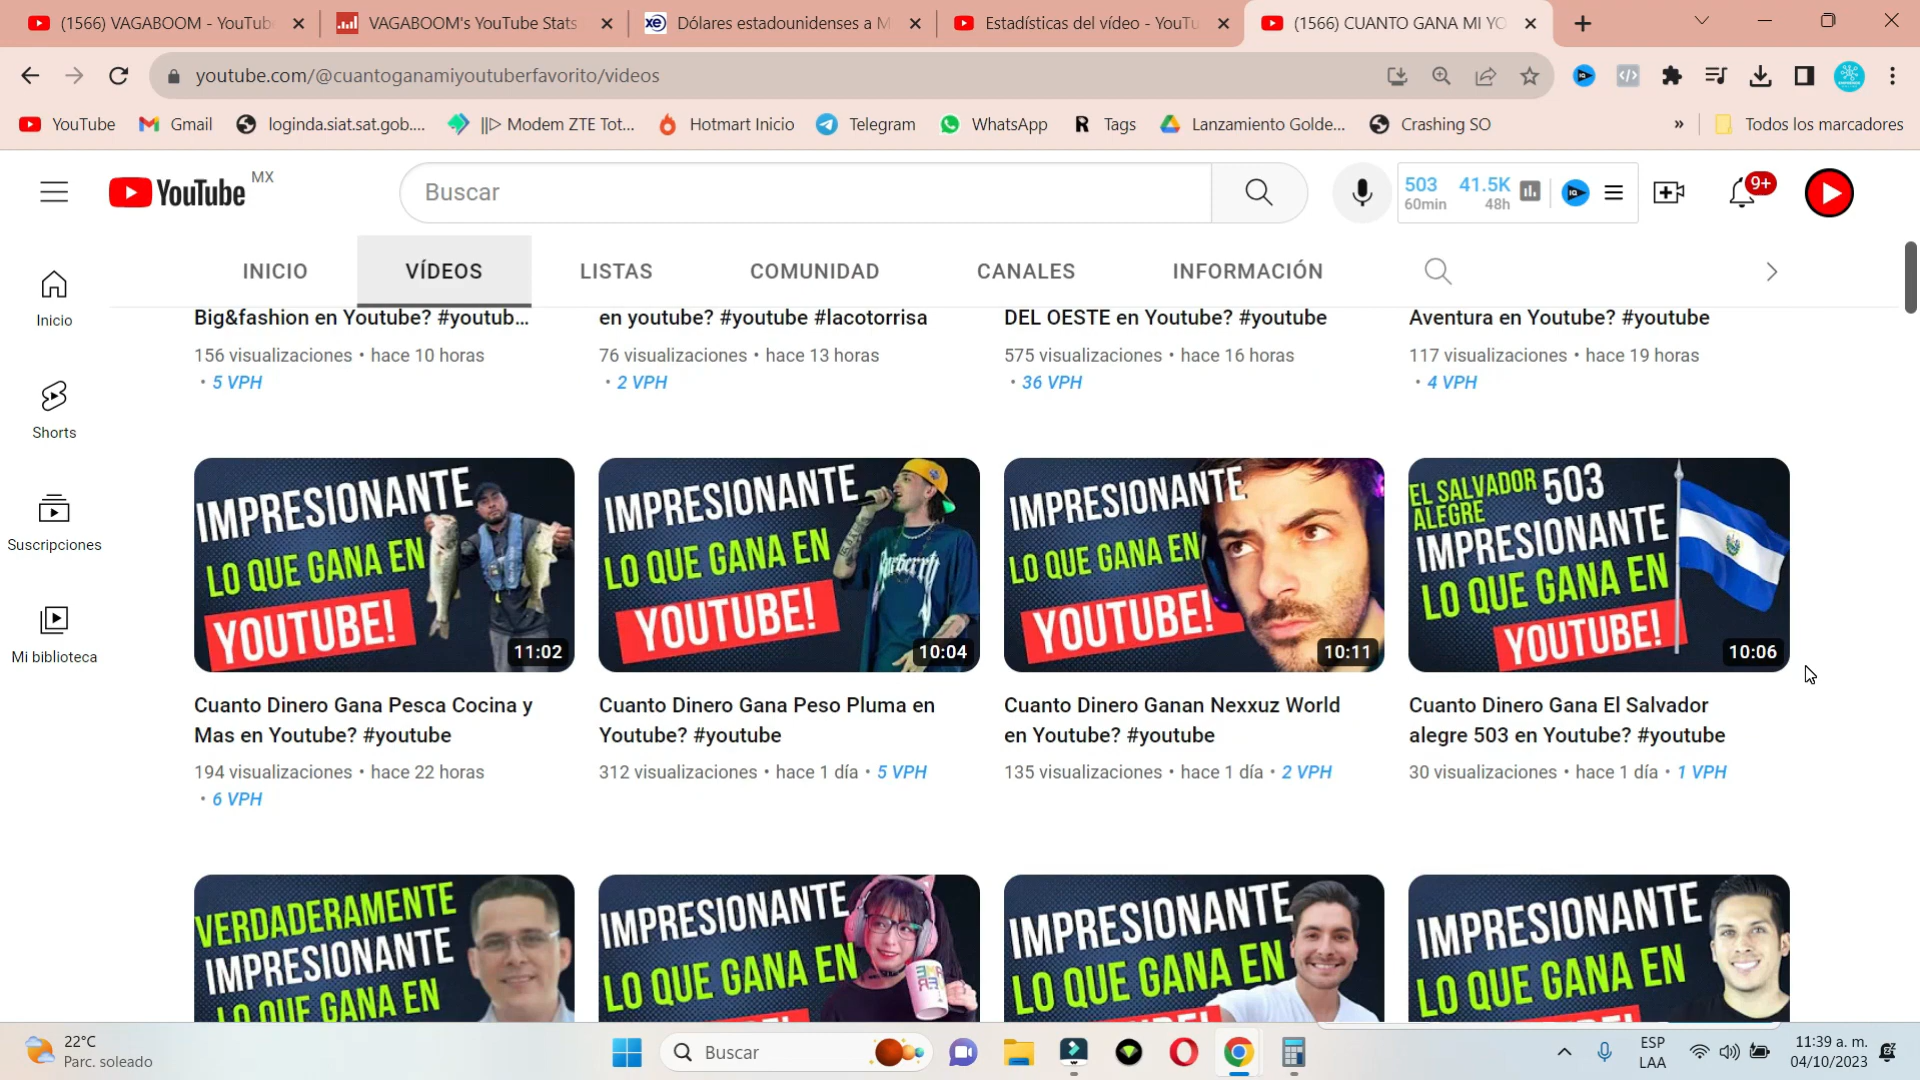 (1566) VAGABOOM - YouTub
VAGABOOM's YouTube Stats
Dólares estadounidenses a M
Estadísticas del vídeo - YouTu
(1566) CUANTO GANA MI YO
youtube.com/@cuantoganamiyoutuberfavorito/videos
YouTube
Gmail
loginda.siat.sat.gob....
||▷ Modem ZTE Tot...
Hotmart Inicio
Telegram
WhatsApp
Tags
Lanzamiento Golde...
Crashing SO
»
Todos los marcadores
YouTube MX
Buscar
503 41.5K
60min 48h
9+
INICIO
VÍDEOS
LISTAS
COMUNIDAD
CANALES
INFORMACIÓN
Inicio
Shorts
Suscripciones
Mi biblioteca
Big&fashion en Youtube? #youtub...
156 visualizaciones • hace 10 horas
• 5 VPH
en youtube? #youtube #lacotorrisa
76 visualizaciones • hace 13 horas
• 2 VPH
DEL OESTE en Youtube? #youtube
575 visualizaciones • hace 16 horas
• 36 VPH
Aventura en Youtube? #youtube
117 visualizaciones • hace 19 horas
• 4 VPH
IMPRESIONANTE
LO QUE GANA EN
YOUTUBE!
11:02
Cuanto Dinero Gana Pesca Cocina y
Mas en Youtube? #youtube
194 visualizaciones • hace 22 horas
• 6 VPH
IMPRESIONANTE
LO QUE GANA EN
YOUTUBE!
Burberry
10:04
Cuanto Dinero Gana Peso Pluma en
Youtube? #youtube
312 visualizaciones • hace 1 día • 5 VPH
IMPRESIONANTE
LO QUE GANA EN
YOUTUBE!
10:11
Cuanto Dinero Ganan Nexxuz World
en Youtube? #youtube
135 visualizaciones • hace 1 día • 2 VPH
EL SALVADOR 503
ALEGRE
IMPRESIONANTE
LO QUE GANA EN
YOUTUBE!
10:06
Cuanto Dinero Gana El Salvador
alegre 503 en Youtube? #youtube
30 visualizaciones • hace 1 día • 1 VPH
VERDADERAMENTE
IMPRESIONANTE
LO QUE GANA EN
IMPRESIONANTE
LO QUE GANA EN
IMPRESIONANTE
LO QUE GANA EN
IMPRESIONANTE
LO QUE GANA EN
22°C
Parc. soleado
Buscar
ESP
LAA
11:39 a. m.
04/10/2023